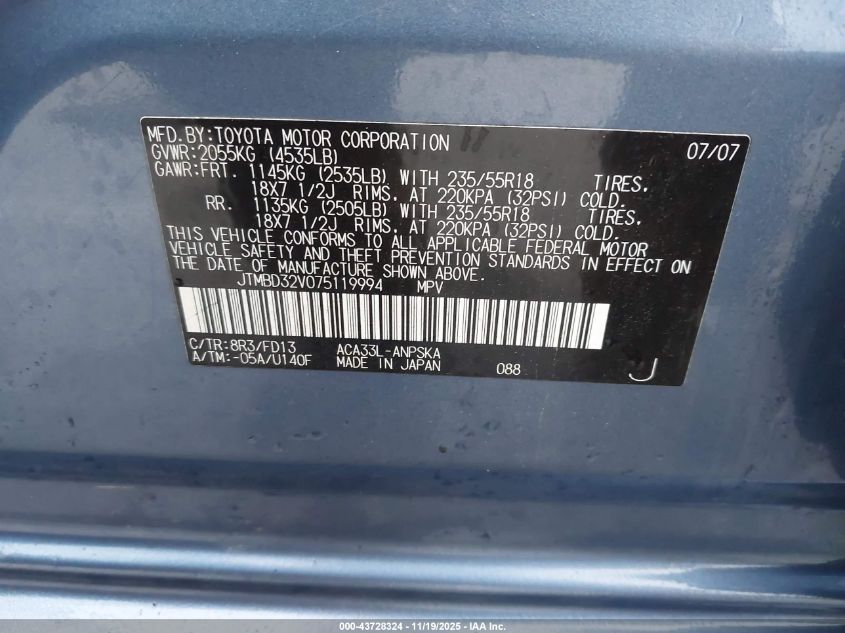 MFD.BY:TOYOTA MOTOR CORPORATION 07/07
GVWR:2055KG (4535LB)
GAWR:FRT. 1145KG (2535LB) WITH 235/55R18 TIRES,
18X7 1/2J RIMS, AT 220KPA (32PSI) COLD.
RR. 1135KG (2505LB) WITH 235/55R18 TIRES,
18X7 1/2J RIMS, AT 220KPA (32PSI) COLD.
THIS VEHICLE CONFORMS TO ALL APPLICABLE FEDERAL MOTOR
VEHICLE SAFETY AND THEFT PREVENTION STANDARDS IN EFFECT ON
THE DATE OF MANUFACTURE SHOWN ABOVE.
JTMBD32V075119994 MPV
C/TR:8R3/FD13 ACA33L-ANPSKA
A/TM:-05A/U140F MADE IN JAPAN 088 J
000-43728324 - 11/19/2025 - IAA Inc.